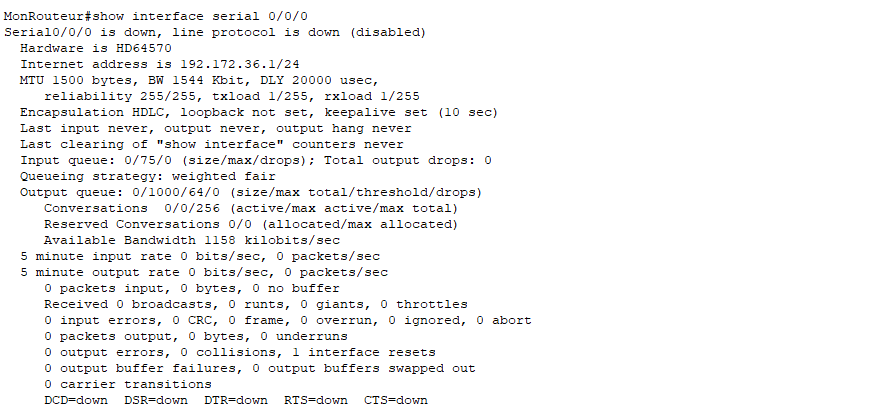 MonRouteur#show interface serial 0/0/0
Serial0/0/0 is down, line protocol is down (disabled)
Hardware is HD64570
Internet address is 192.172.36.1/24
MTU 1500 bytes, BW 1544 Kbit, DLY 20000 usec,
reliability 255/255, txload 1/255, rxload 1/255
Encapsulation HDLC, loopback not set, keepalive set (10 sec)
Last input never, output never, output hang never
Last clearing of "show interface" counters never
Input queue: 0/75/0 (size/max/drops); Total output drops: 0
Queueing strategy: weighted fair
Output queue: 0/1000/64/0 (size/max total/threshold/drops)
Conversations  0/0/256 (active/max active/max total)
Reserved Conversations 0/0 (allocated/max allocated)
Available Bandwidth 1158 kilobits/sec
5 minute input rate 0 bits/sec, 0 packets/sec
5 minute output rate 0 bits/sec, 0 packets/sec
0 packets input, 0 bytes, 0 no buffer
Received 0 broadcasts, 0 runts, 0 giants, 0 throttles
0 input errors, 0 CRC, 0 frame, 0 overrun, 0 ignored, 0 abort
0 packets output, 0 bytes, 0 underruns
0 output errors, 0 collisions, 1 interface resets
0 output buffer failures, 0 output buffers swapped out
0 carrier transitions
DCD=down  DSR=down  DTR=down  RTS=down  CTS=down